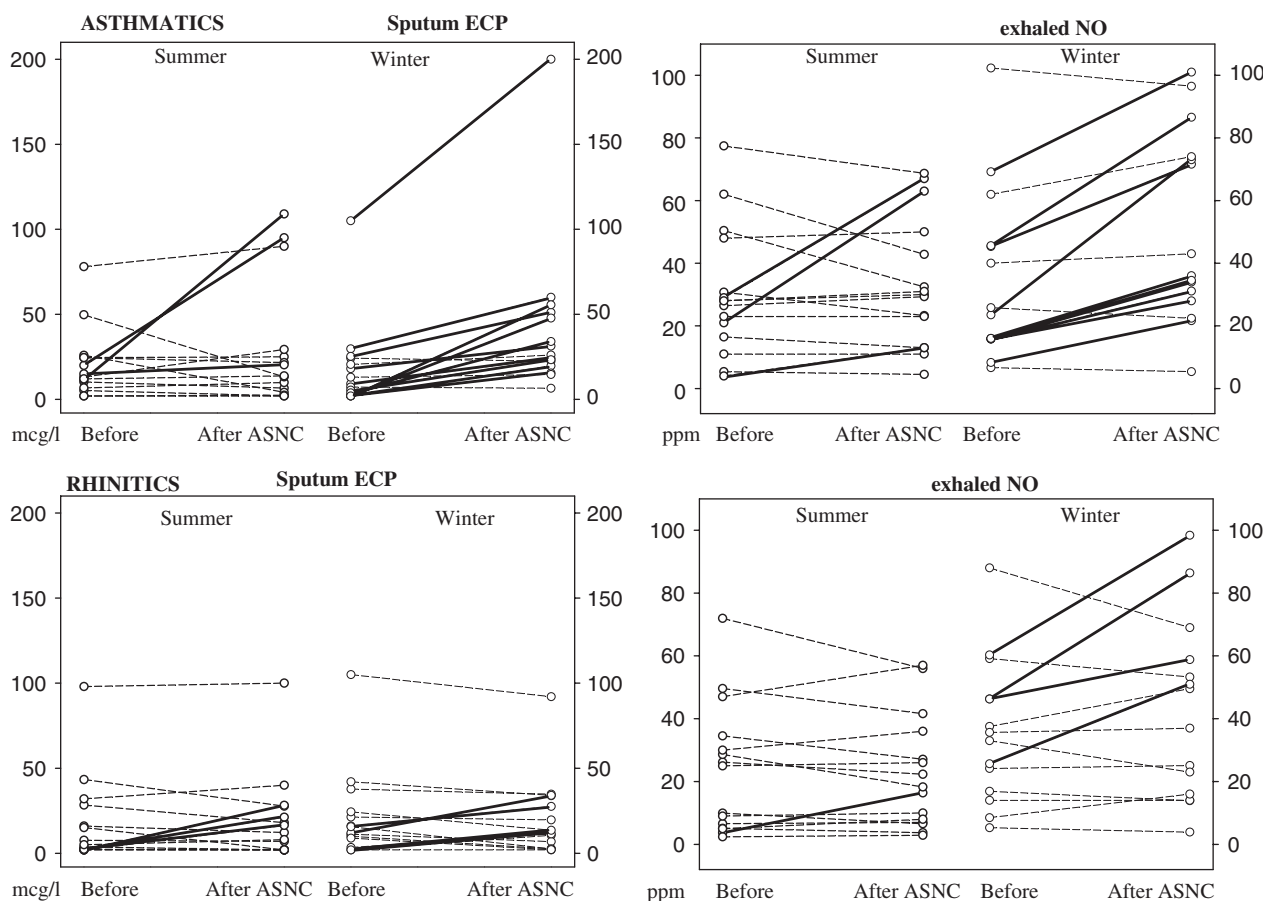 ASTHMATICS Sputum ECP
Summer Winter
200 200
150 150
100 100
50 50
0 0
mcg/l Before After ASNC Before After ASNC
exhaled NO
Summer Winter
100 100
80 80
60 60
40 40
20 20
0 0
ppm Before After ASNC Before After ASNC
RHINITICS Sputum ECP
Summer Winter
200 200
150 150
100 100
50 50
0 0
mcg/l Before After ASNC Before After ASNC
exhaled NO
Summer Winter
100 100
80 80
60 60
40 40
20 20
0 0
ppm Before After ASNC Before After ASNC